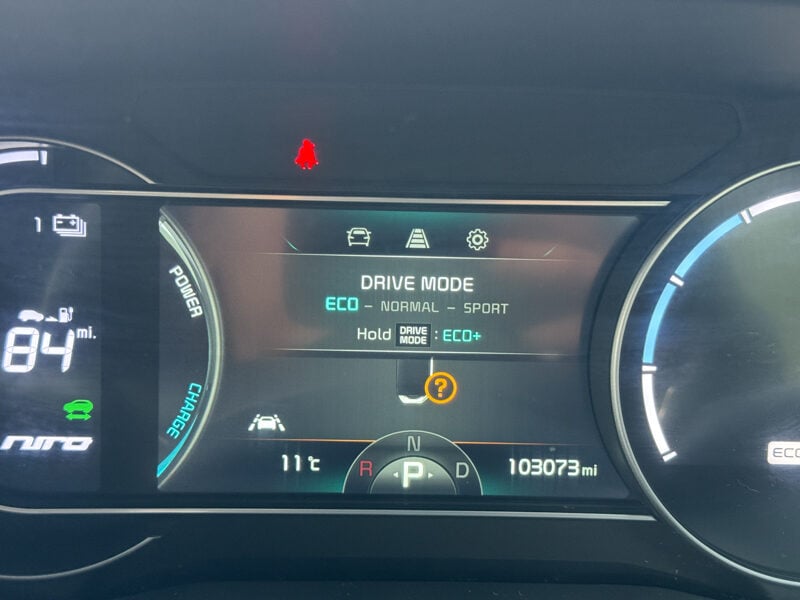 1
POWER
84 mi.
CHARGE
NIRO
DRIVE MODE
ECO – NORMAL – SPORT
Hold DRIVE MODE : ECO+
?
11°C
N
R P D
103073 mi
ECO